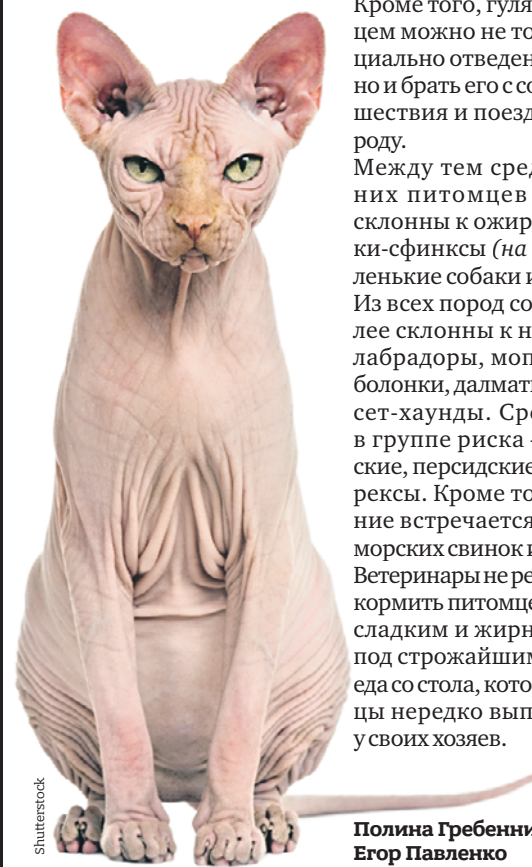 Кроме того, гуля
цем можно не то
циально отведен
но и брать его с со
шествия и поезд
роду.
Между тем сред
них питомцев
склонны к ожир
ки-сфинксы (на
ленькие собаки и
Из всех пород со
лее склонны к н
лабрадоры, моп
болонки, далмат
сет-хаунды. Сре
в группе риска
ские, персидские
рексы. Кроме то
ние встречается
морских свинок и
Ветеринары не ре
кормить питомце
сладким и жирн
под строжайшим
еда со стола, кото
цы нередко вып
у своих хозяев.
Полина Гребенни
Егор Павленко
Shutterstock